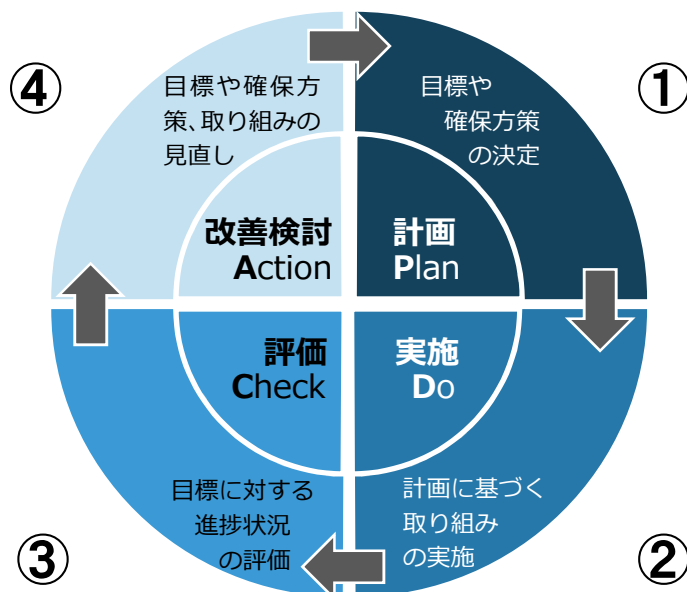 ①
目標や
確保方策
の決定
計画
Plan
②
実施
Do
計画に基づく
取り組み
の実施
③
評価
Check
目標に対する
進捗状況
の評価
④
目標や確保方
策、取り組みの
見直し
改善検討
Action